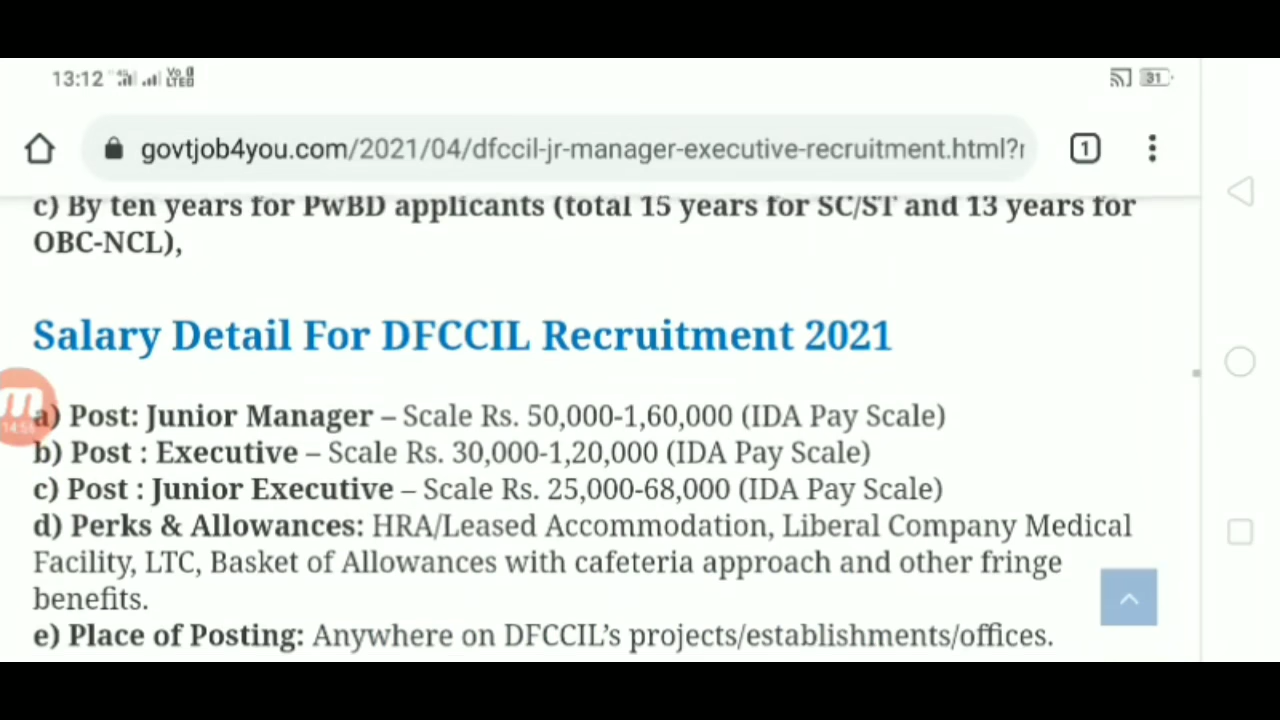 13:12
31
govtjob4you.com/2021/04/dfccil-jr-manager-executive-recruitment.html?r
1
c) By ten years for PwBD applicants (total 15 years for SC/ST and 13 years for
OBC-NCL),
Salary Detail For DFCCIL Recruitment 2021
a) Post: Junior Manager – Scale Rs. 50,000-1,60,000 (IDA Pay Scale)
b) Post : Executive – Scale Rs. 30,000-1,20,000 (IDA Pay Scale)
c) Post : Junior Executive – Scale Rs. 25,000-68,000 (IDA Pay Scale)
d) Perks & Allowances: HRA/Leased Accommodation, Liberal Company Medical
Facility, LTC, Basket of Allowances with cafeteria approach and other fringe
benefits.
e) Place of Posting: Anywhere on DFCCIL’s projects/establishments/offices.